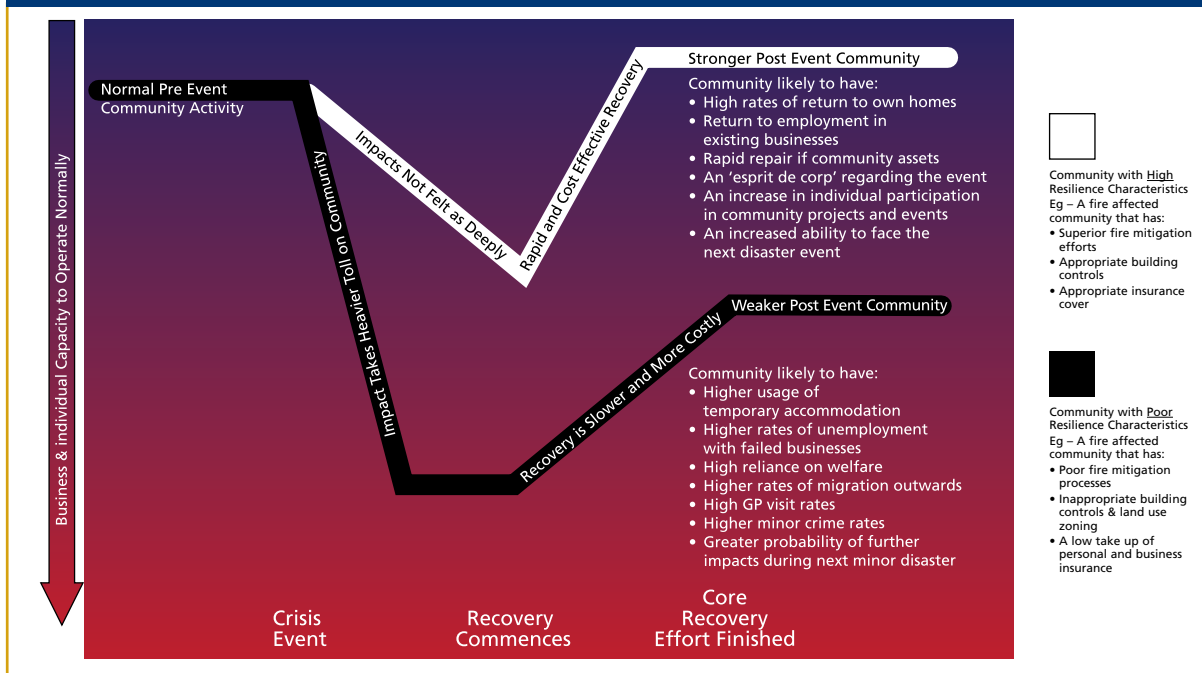 Business & individual Capacity to Operate Normally
Normal Pre Event
Community Activity
Impacts Not Felt as Deeply
Rapid and Cost Effective Recovery
Stronger Post Event Community
Community likely to have:
• High rates of return to own homes
• Return to employment in
existing businesses
• Rapid repair if community assets
• An ‘esprit de corp’ regarding the event
• An increase in individual participation
in community projects and events
• An increased ability to face the
next disaster event
Impact Takes Heavier Toll on Community
Recovery is Slower and More Costly
Weaker Post Event Community
Community likely to have:
• Higher usage of
temporary accommodation
• Higher rates of unemployment
with failed businesses
• High reliance on welfare
• Higher rates of migration outwards
• High GP visit rates
• Higher minor crime rates
• Greater probability of further
impacts during next minor disaster
Crisis
Event
Recovery
Commences
Core
Recovery
Effort Finished
Community with High
Resilience Characteristics
Eg – A fire affected
community that has:
• Superior fire mitigation
efforts
• Appropriate building
controls
• Appropriate insurance
cover
Community with Poor
Resilience Characteristics
Eg – A fire affected
community that has:
• Poor fire mitigation
processes
• Inappropriate building
controls & land use
zoning
• A low take up of
personal and business
insurance